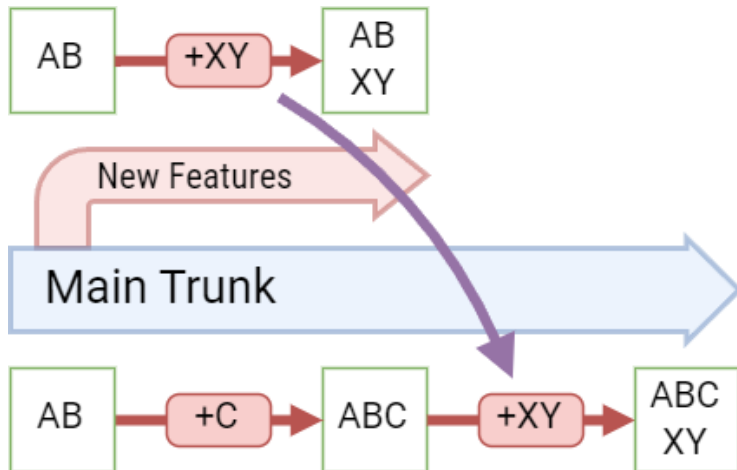 AB
+XY
AB
XY
New Features
Main Trunk
AB
+C
ABC
+XY
ABC
XY